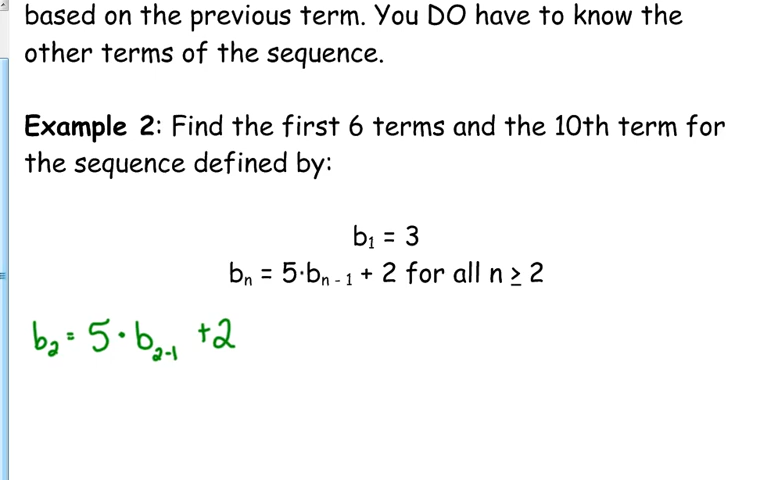 based on the previous term. You DO have to know the
other terms of the sequence.
Example 2: Find the first 6 terms and the 10th term for
the sequence defined by:
b₁ = 3
bₙ = 5·bₙ₋₁ + 2 for all n ≥ 2
b₂ = 5 · b₂₋₁ + 2